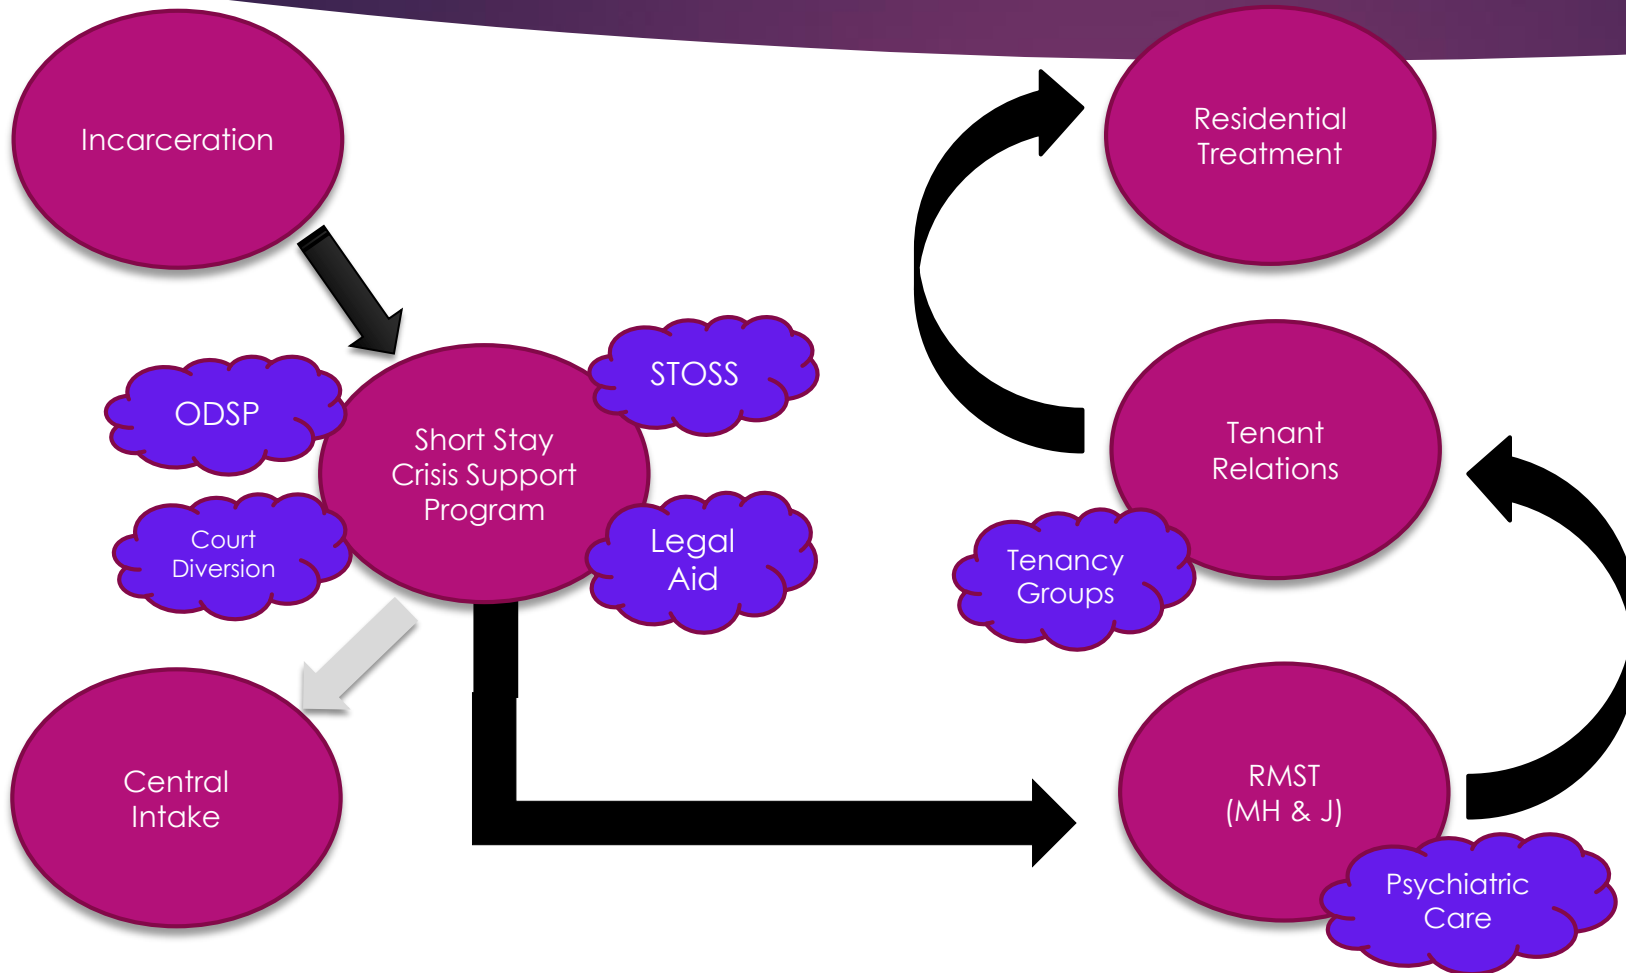 Incarceration
Residential
Treatment
STOSS
ODSP
Short Stay
Crisis Support
Program
Tenant
Relations
Court
Diversion
Legal
Aid
Tenancy
Groups
Central
Intake
RMST
(MH & J)
Psychiatric
Care